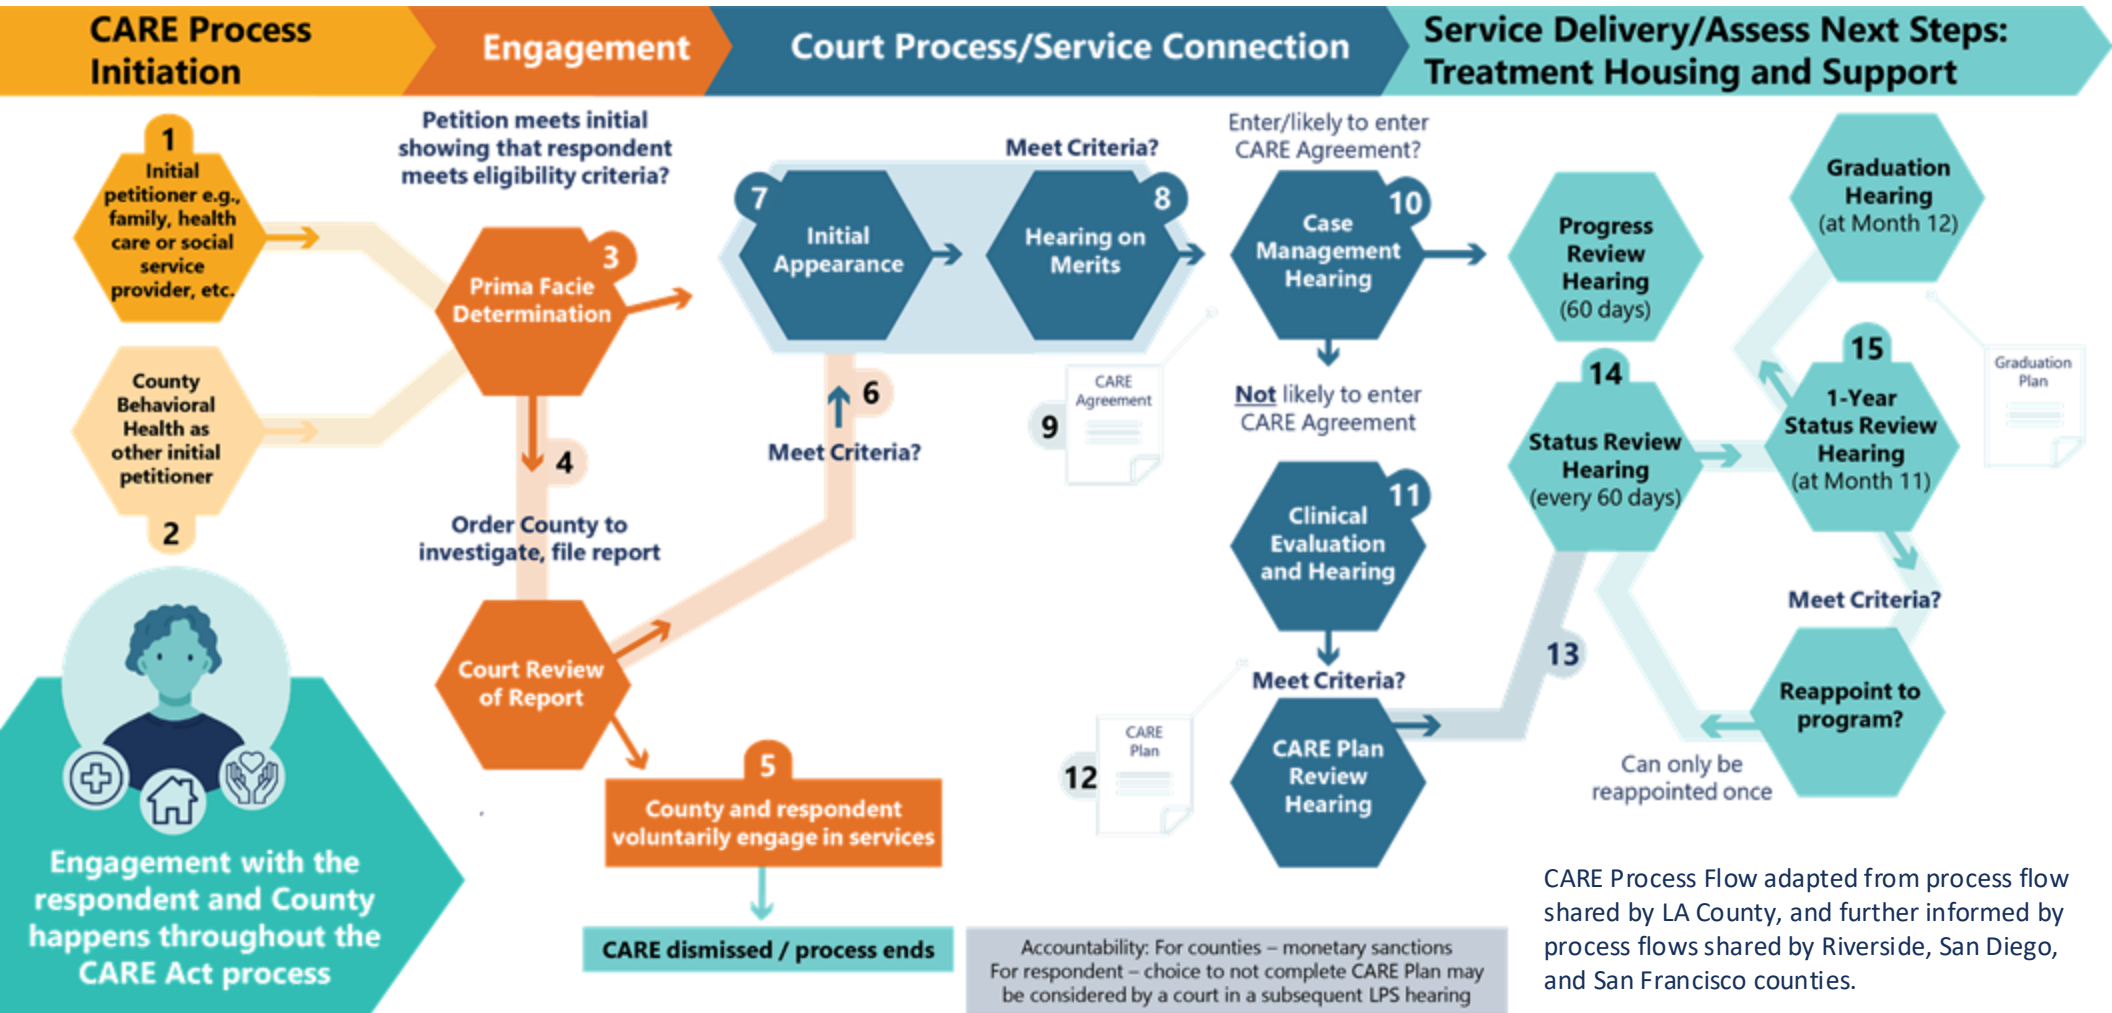 CARE Process
Initiation
Engagement
Court Process/Service Connection
Service Delivery/Assess Next Steps:
Treatment Housing and Support
1
Initial
petitioner e.g.,
family, health
care or social
service
provider, etc.
County
Behavioral
Health as
other initial
petitioner
2
Petition meets initial
showing that respondent
meets eligibility criteria?
3
Prima Facie
Determination
4
Order County to
investigate, file report
Court Review
of Report
5
County and respondent
voluntarily engage in services
CARE dismissed / process ends
6
Meet Criteria?
7
Initial
Appearance
Meet Criteria?
8
Hearing on
Merits
9
CARE
Agreement
Enter/likely to enter
CARE Agreement?
10
Case
Management
Hearing
Not likely to enter
CARE Agreement
11
Clinical
Evaluation
and Hearing
Meet Criteria?
12
CARE
Plan
CARE Plan
Review
Hearing
13
Progress
Review
Hearing
(60 days)
14
Status Review
Hearing
(every 60 days)
15
1-Year
Status Review
Hearing
(at Month 11)
Graduation
Hearing
(at Month 12)
Graduation
Plan
Meet Criteria?
Reappoint to
program?
Can only be
reappointed once
Engagement with the
respondent and County
happens throughout the
CARE Act process
Accountability: For counties – monetary sanctions
For respondent – choice to not complete CARE Plan may
be considered by a court in a subsequent LPS hearing
CARE Process Flow adapted from process flow
shared by LA County, and further informed by
process flows shared by Riverside, San Diego,
and San Francisco counties.